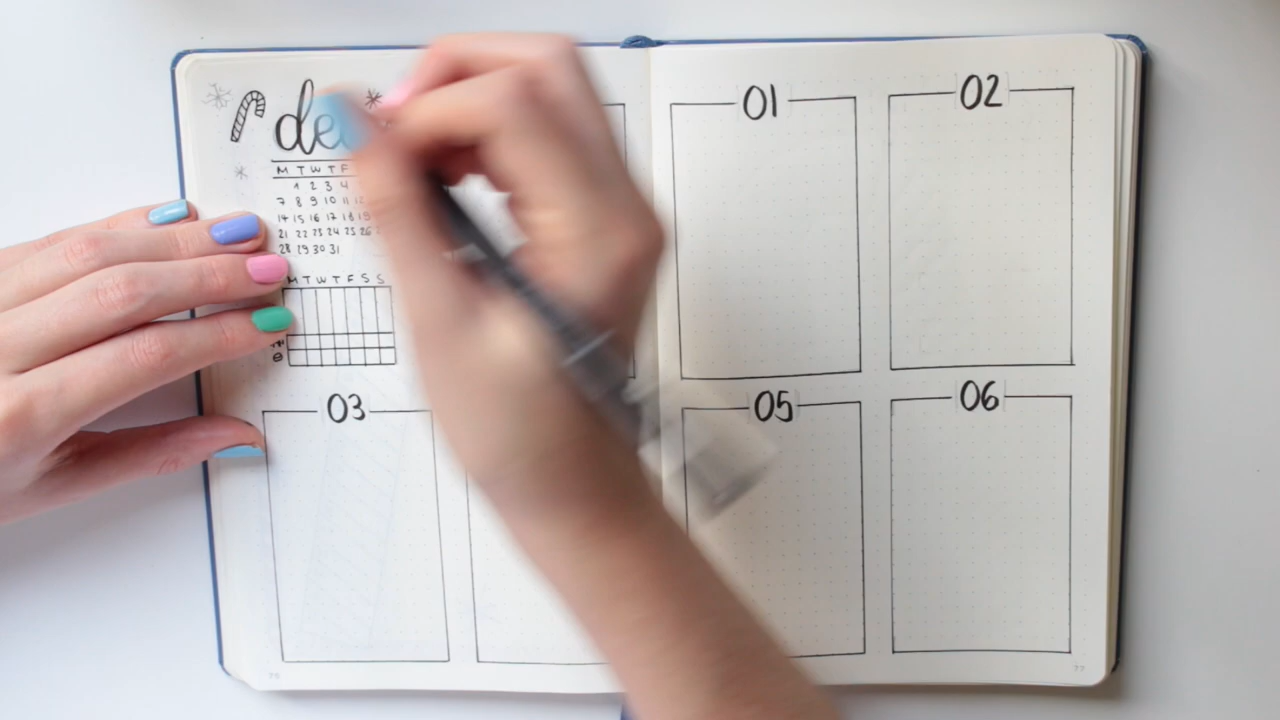 de
M T W T F
1 2 3 4
7 8 9 10 11 12
14 15 16 17 18 19
21 22 23 24 25 26
28 29 30 31
M T W T F S S
01
02
03
05
06